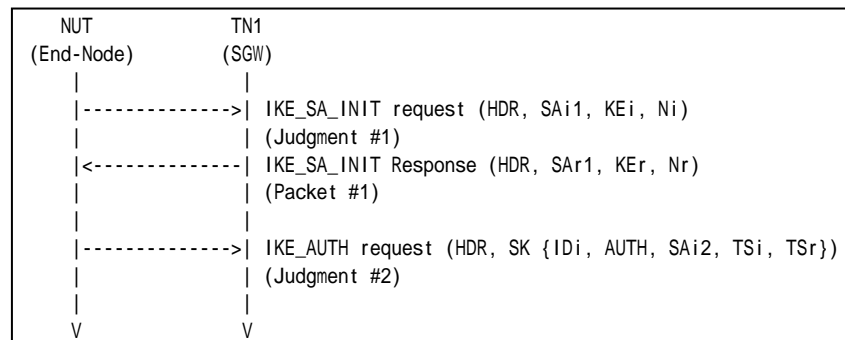 NUT TN1
(End-Node) (SGW)
| |
|-------------->| IKE_SA_INIT request (HDR, SAi1, KEi, Ni)
| | (Judgment #1)
|<--------------| IKE_SA_INIT Response (HDR, SAr1, KEr, Nr)
| | (Packet #1)
| |
|-------------->| IKE_AUTH request (HDR, SK {IDi, AUTH, SAi2, TSi, TSr})
| | (Judgment #2)
| |
V V